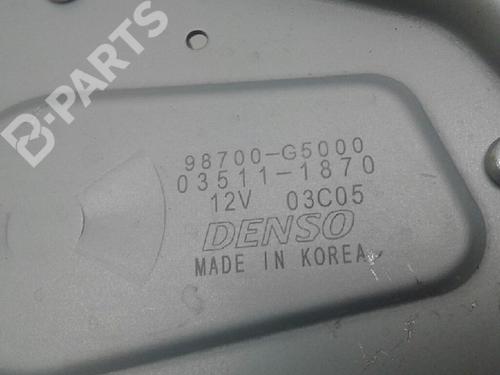 B-PARTS
98700-G5000
03511-1870
12V 03C05
DENSO
MADE IN KOREA